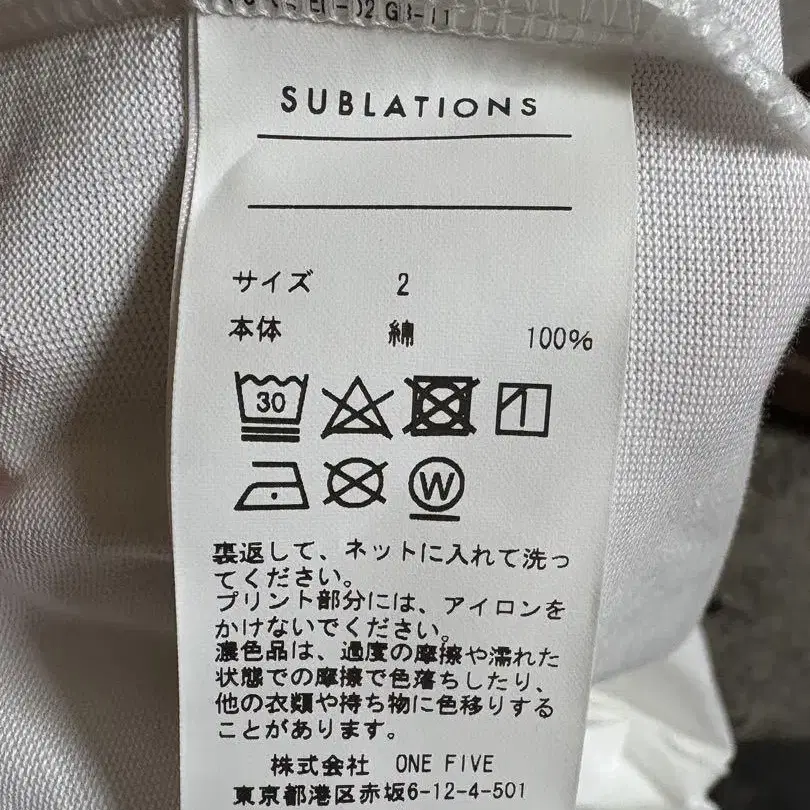 SUBLATIONS
サイズ 2
本体 綿 100%
30
W
裏返して、ネットに入れて洗っ
てください。
プリント部分には、アイロンを
かけないでください。
濃色品は、過度の摩擦や濡れた
状態での摩擦で色落ちしたり、
他の衣類や持ち物に色移りする
ことがあります。
株式会社 ONE FIVE
東京都港区赤坂6-12-4-501